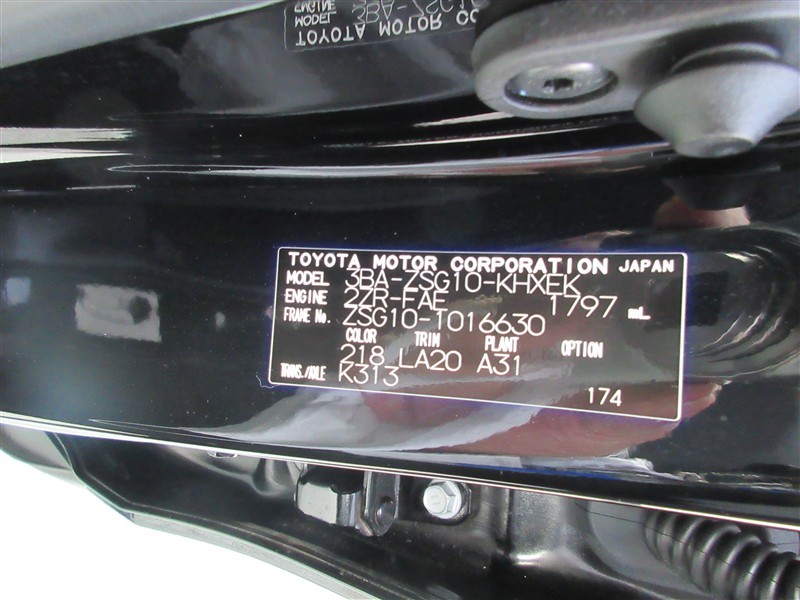 TOYOTA MOTOR CORPORATION JAPAN
MODEL 3BA-ZSG10-KHXEK
ENGINE 2ZR-FAE 1797 mL
FRAME No. ZSG10-T016630
COLOR TRIM PLANT OPTION
218 LA20 A31
TRANS./AXLE K313
174